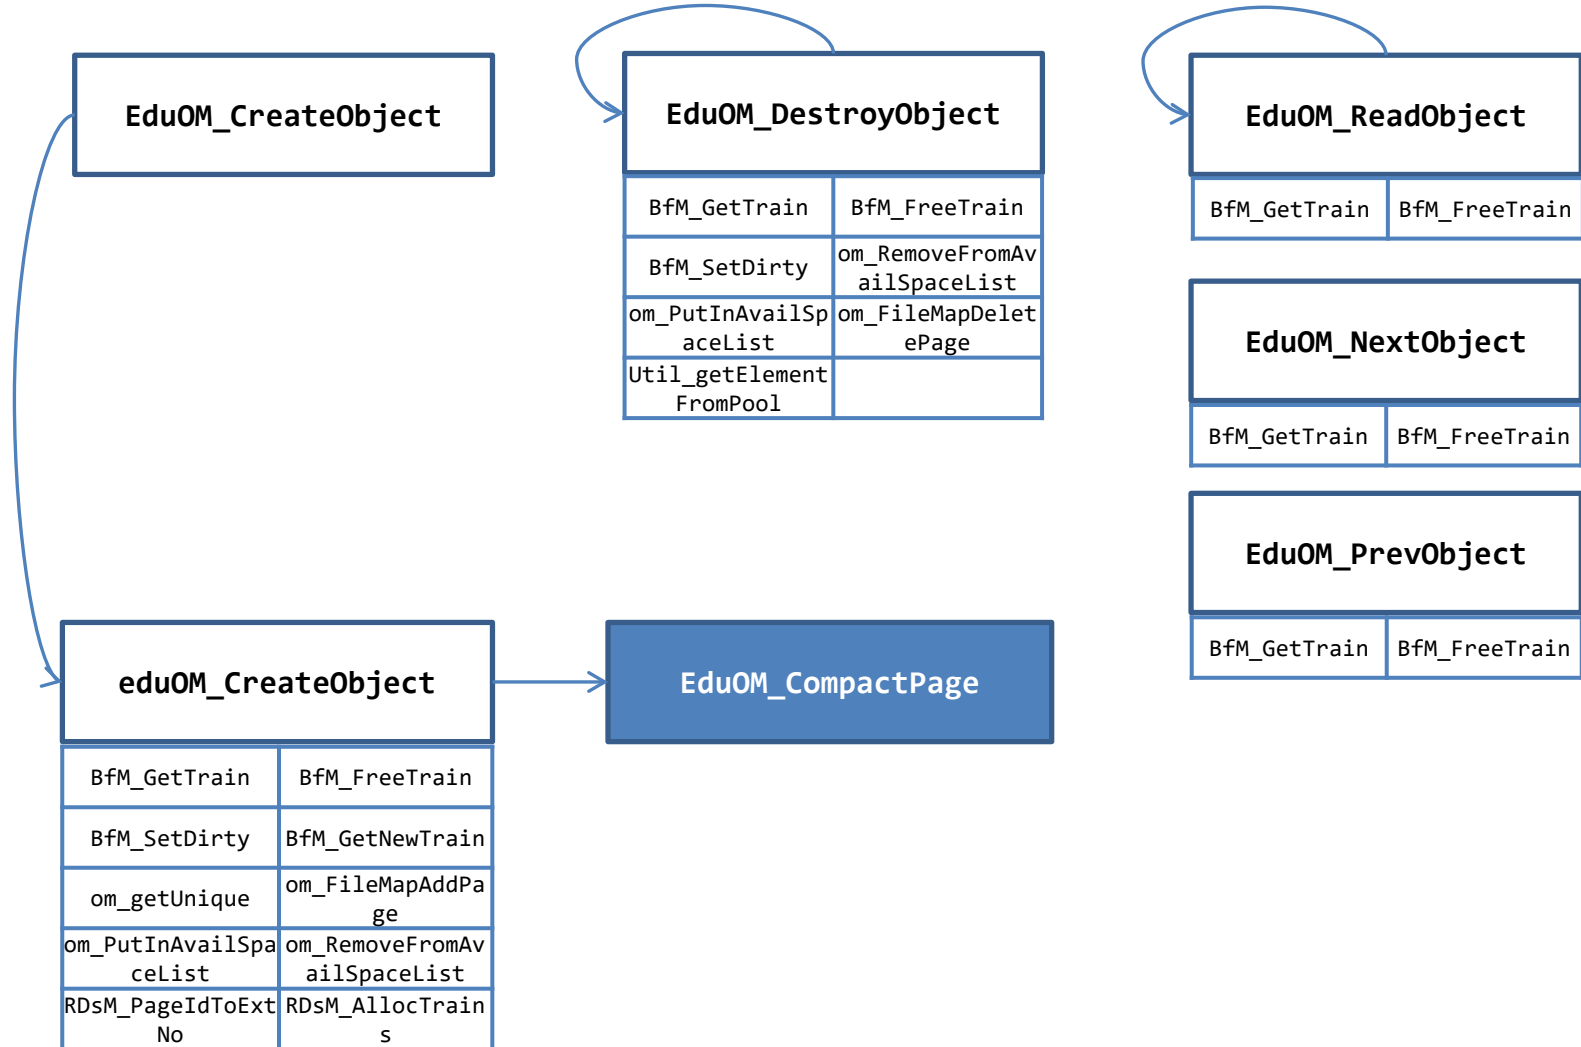 EduOM_CreateObject
EduOM_DestroyObject
BfM_GetTrain
BfM_FreeTrain
BfM_SetDirty
om_RemoveFromAv
ailSpaceList
om_PutInAvailSp
aceList
om_FileMapDelet
ePage
Util_getElement
FromPool
EduOM_ReadObject
BfM_GetTrain
BfM_FreeTrain
EduOM_NextObject
BfM_GetTrain
BfM_FreeTrain
EduOM_PrevObject
BfM_GetTrain
BfM_FreeTrain
eduOM_CreateObject
BfM_GetTrain
BfM_FreeTrain
BfM_SetDirty
BfM_GetNewTrain
om_getUnique
om_FileMapAddPa
ge
om_PutInAvailSpa
ceList
om_RemoveFromAv
ailSpaceList
RDsM_PageIdToExt
No
RDsM_AllocTrain
s
EduOM_CompactPage